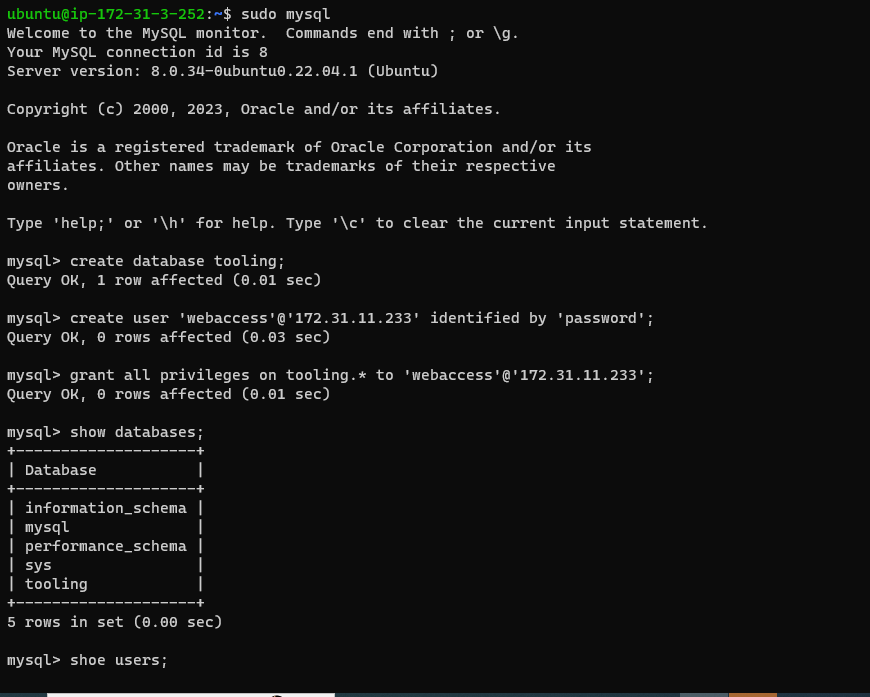 ubuntu@ip-172-31-3-252:~$ sudo mysql
Welcome to the MySQL monitor.  Commands end with ; or \g.
Your MySQL connection id is 8
Server version: 8.0.34-0ubuntu0.22.04.1 (Ubuntu)

Copyright (c) 2000, 2023, Oracle and/or its affiliates.

Oracle is a registered trademark of Oracle Corporation and/or its
affiliates. Other names may be trademarks of their respective
owners.

Type 'help;' or '\h' for help. Type '\c' to clear the current input statement.

mysql> create database tooling;
Query OK, 1 row affected (0.01 sec)

mysql> create user 'webaccess'@'172.31.11.233' identified by 'password';
Query OK, 0 rows affected (0.03 sec)

mysql> grant all privileges on tooling.* to 'webaccess'@'172.31.11.233';
Query OK, 0 rows affected (0.01 sec)

mysql> show databases;
+--------------------+
| Database           |
+--------------------+
| information_schema |
| mysql              |
| performance_schema |
| sys                |
| tooling            |
+--------------------+
5 rows in set (0.00 sec)

mysql> shoe users;